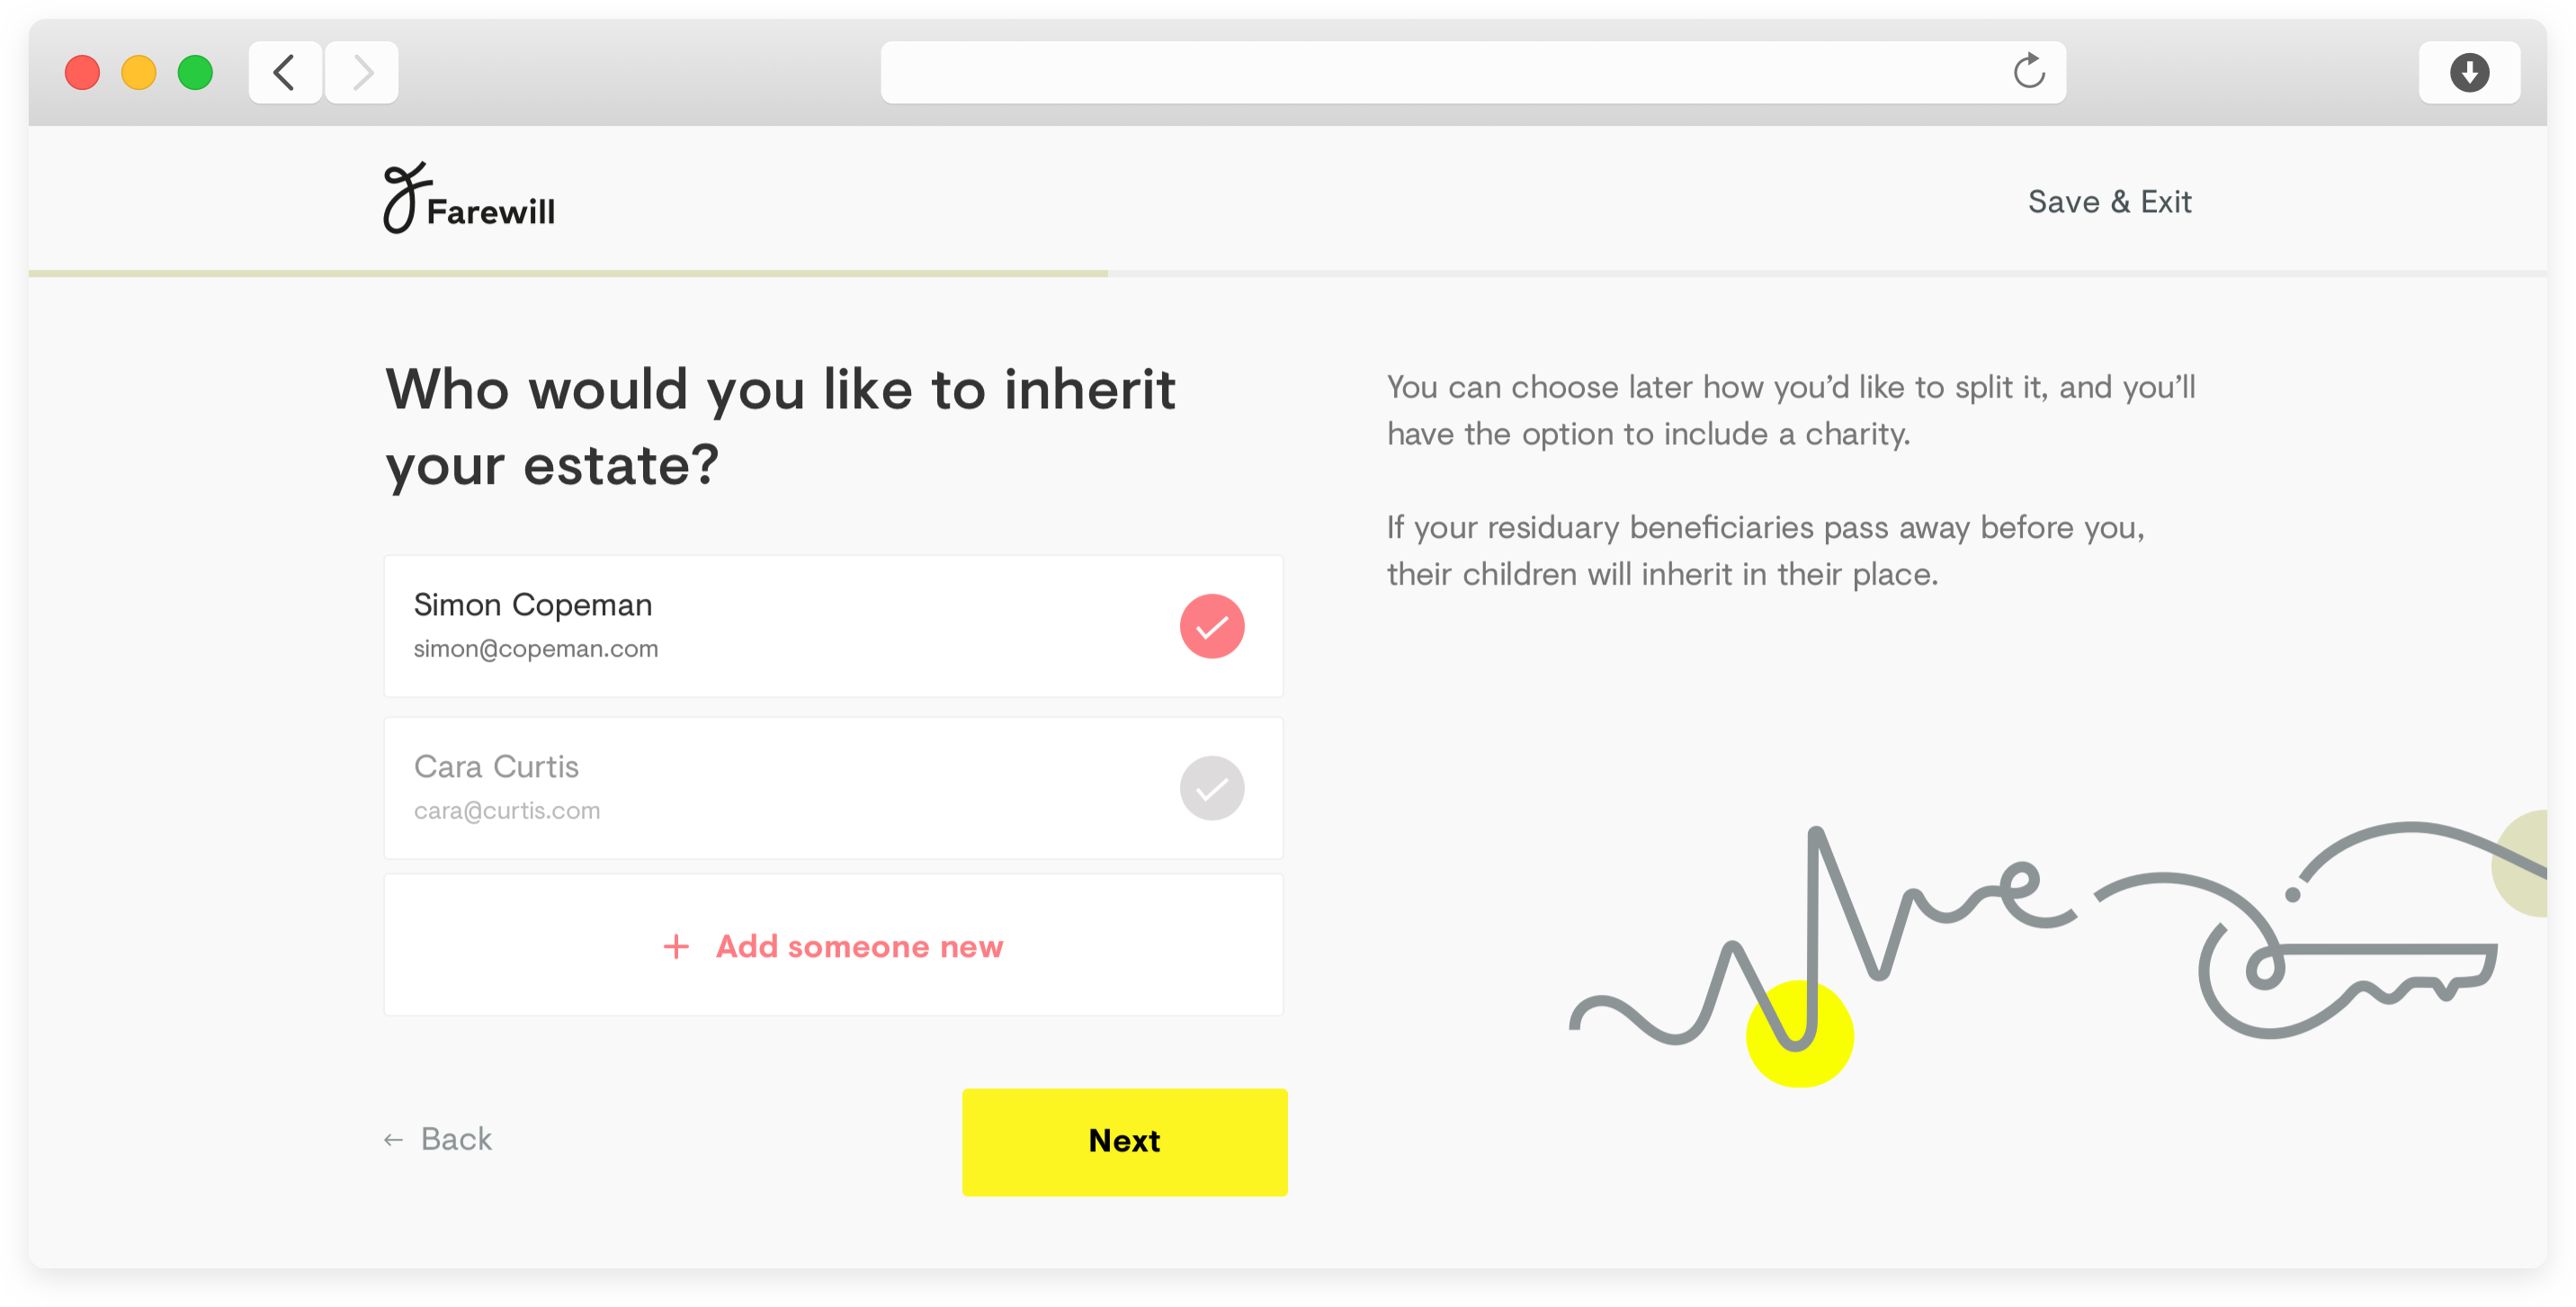 Farewill
Save & Exit
Who would you like to inherit
your estate?
Simon Copeman
simon@copeman.com
Cara Curtis
cara@curtis.com
+ Add someone new
← Back
Next
You can choose later how you’d like to split it, and you’ll
have the option to include a charity.
If your residuary beneficiaries pass away before you,
their children will inherit in their place.